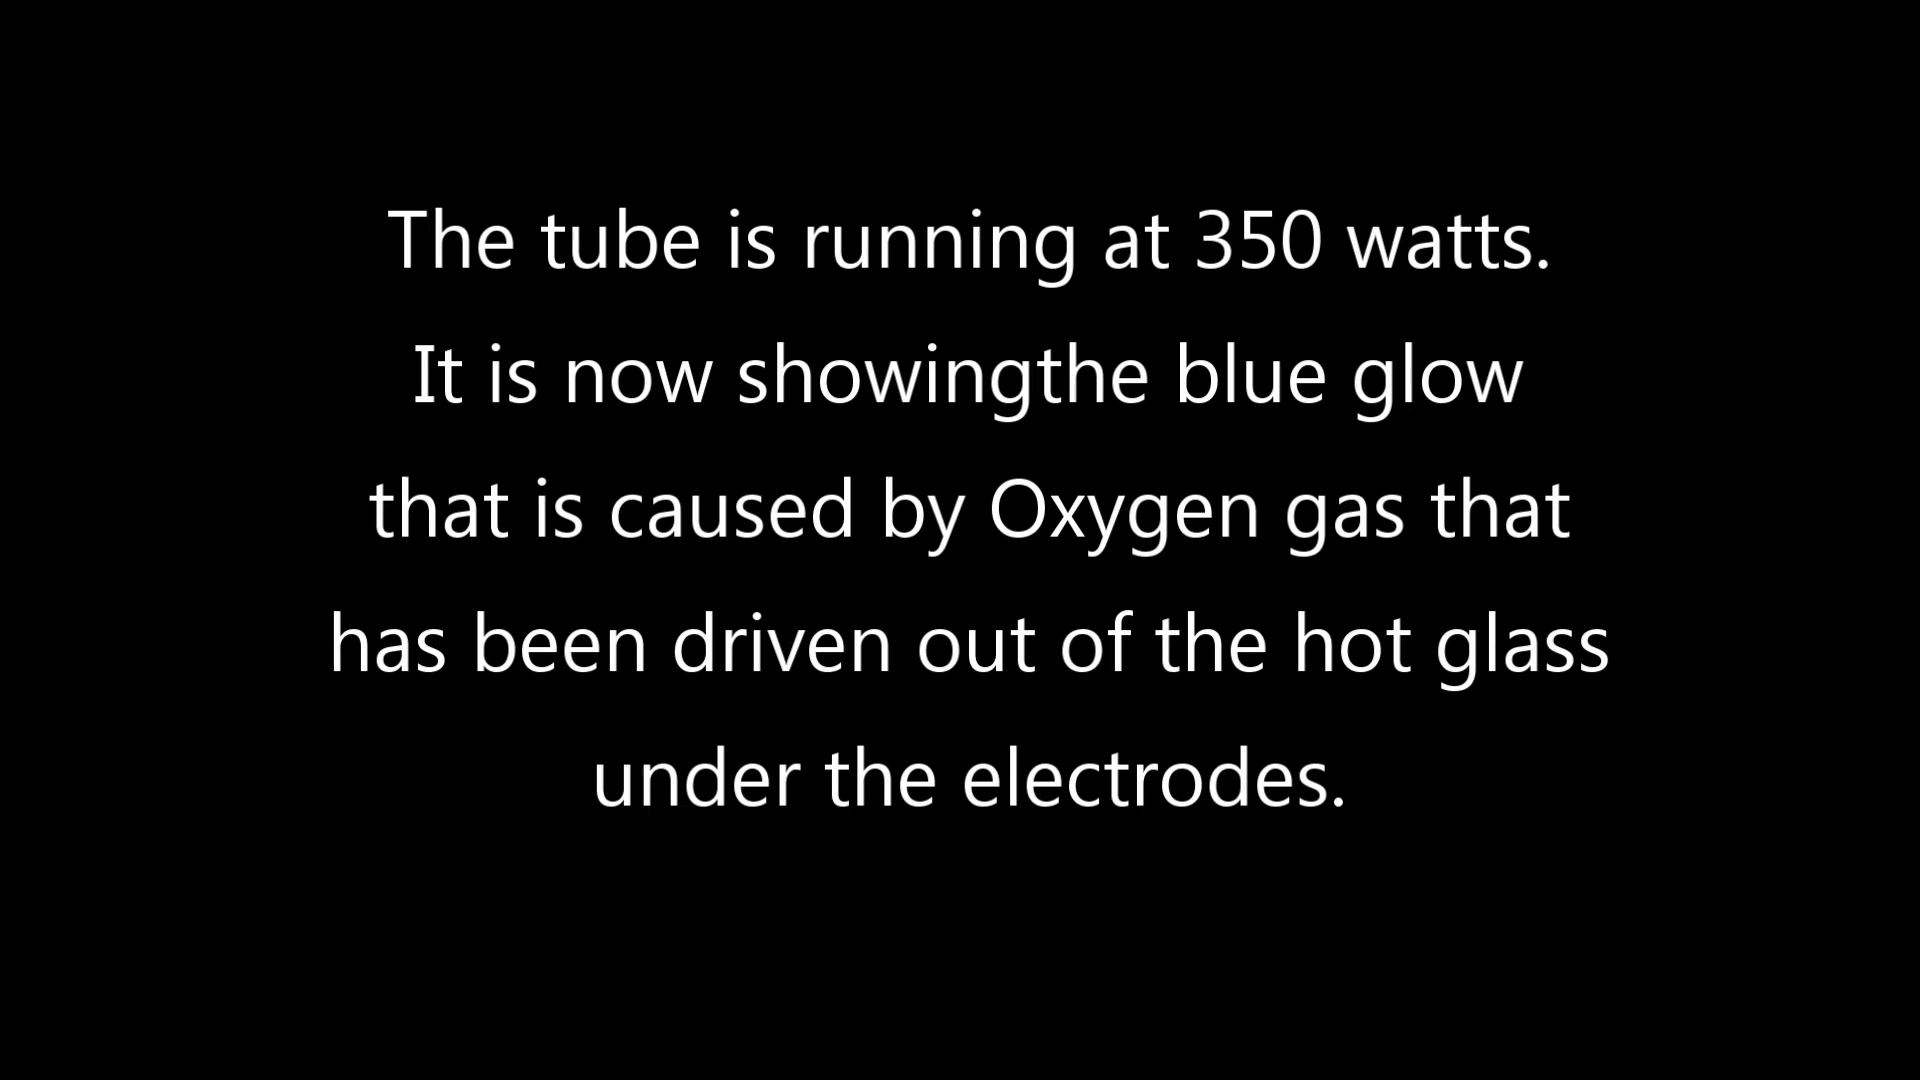 The tube is running at 350 watts.
It is now showingthe blue glow
that is caused by Oxygen gas that
has been driven out of the hot glass
under the electrodes.